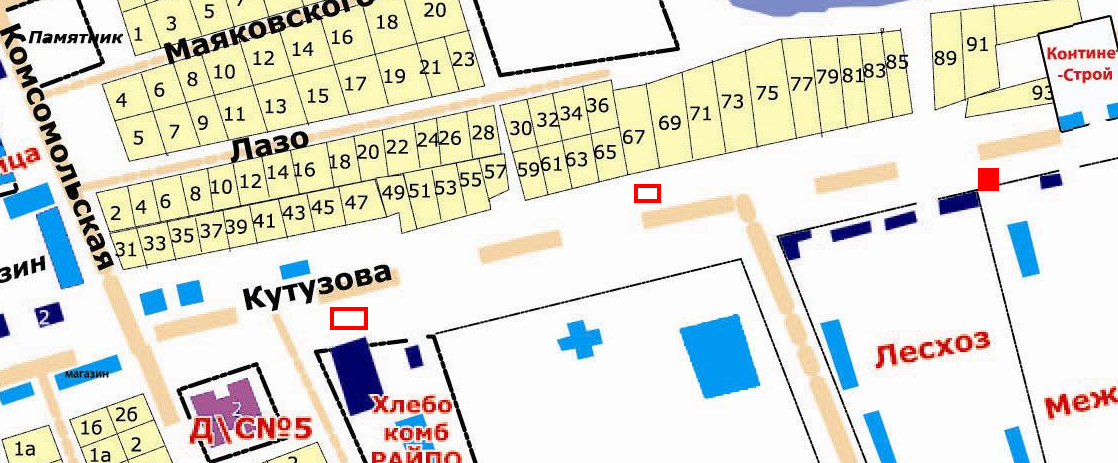 1 3 5 7
Маяковского
18 20
Памятник
4 6 8 10 12 14 16
5 7 9 11 13 15 17 19 21 23
Комсомольская
Лазо
2 4 6 8 10 12 14 16 18 20 22 24 26 28
30 32 34 36
31 33 35 37 39 41 43 45 47 49 51 53 55 57
59 61 63 65 67 69 71 73 75 77 79 81 83 85
89 91
93
Контине
-Строй
ица
зин
Кутузова
2
магазин
2
Д\С№5
16 26
1а 1а 2
2
Хлебо
комб
РАЙПО
Лесхоз
Меж